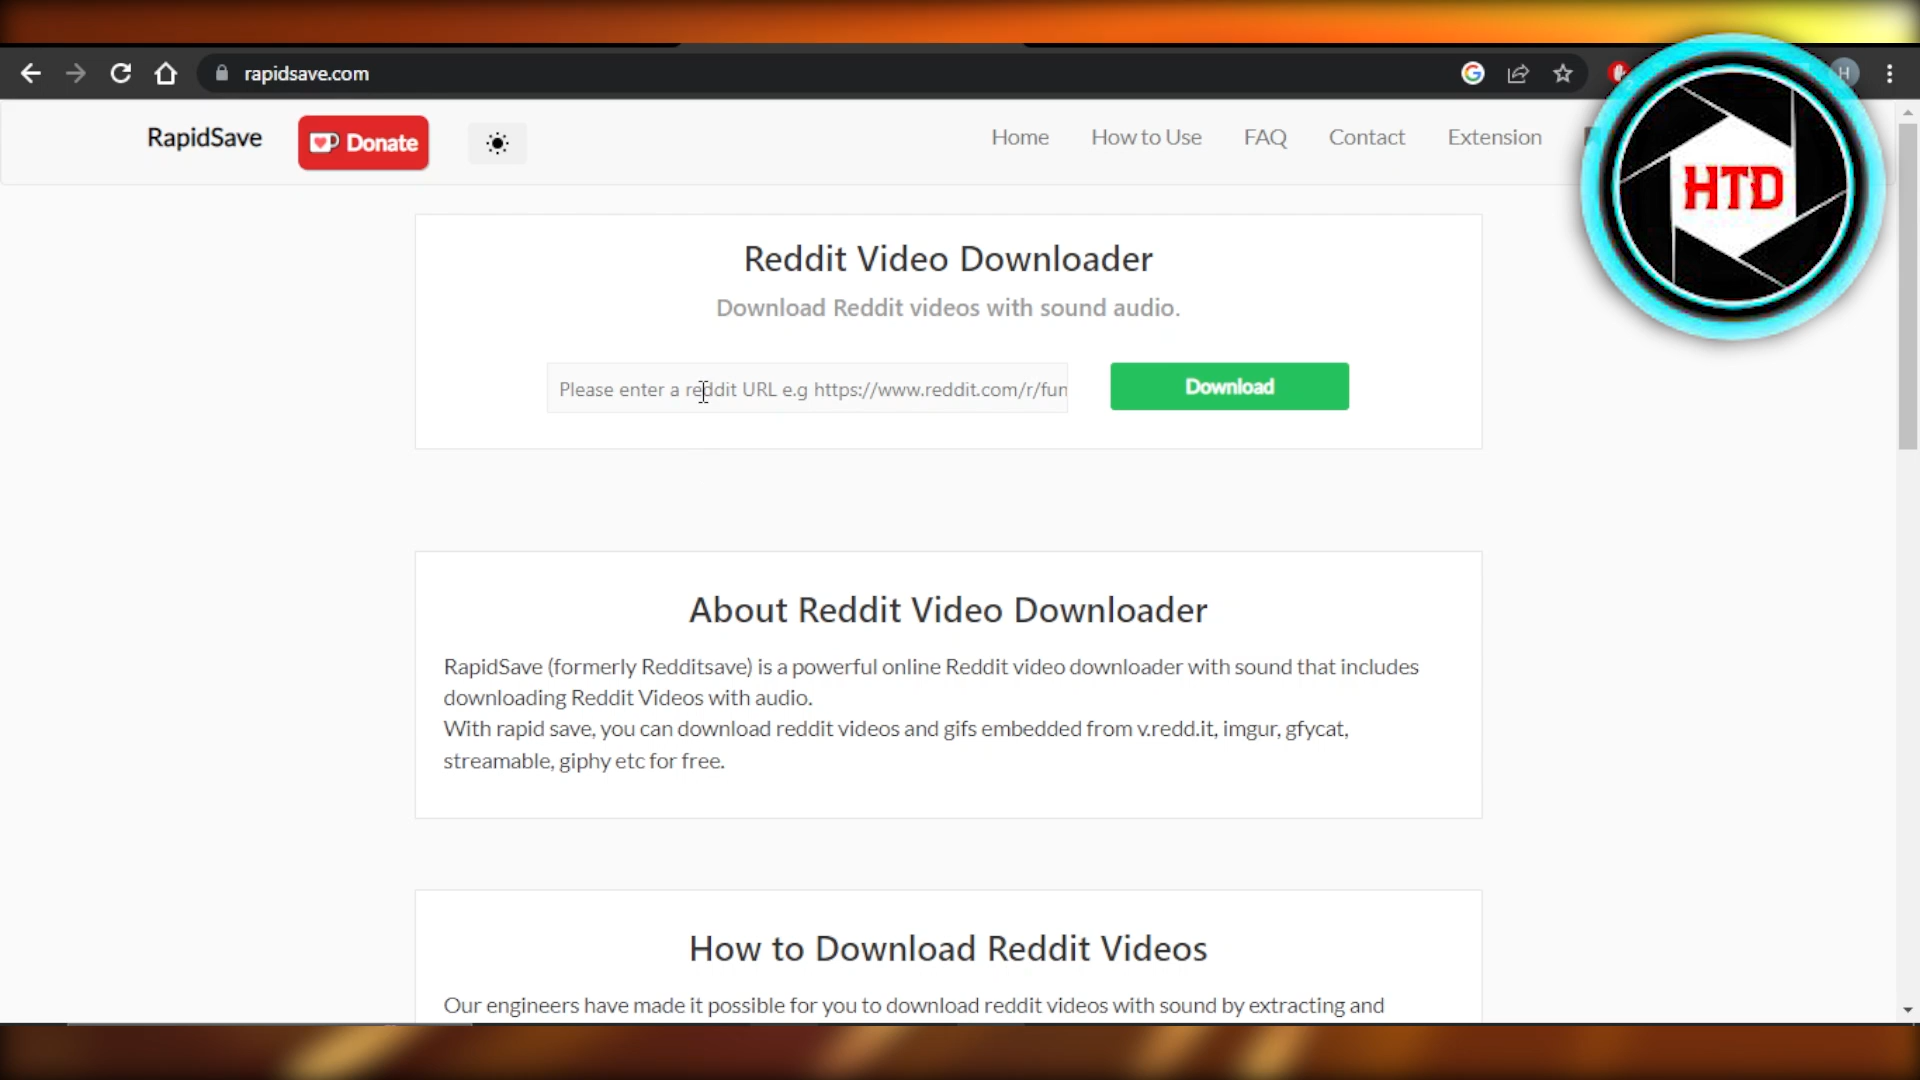 rapidsave.com
H
RapidSave
Donate
Home
How to Use
FAQ
Contact
Extension
HTD
Reddit Video Downloader
Download Reddit videos with sound audio.
Please enter a reddit URL e.g https://www.reddit.com/r/fun
Download
About Reddit Video Downloader
RapidSave (formerly Redditsave) is a powerful online Reddit video downloader with sound that includes
downloading Reddit Videos with audio.
With rapid save, you can download reddit videos and gifs embedded from v.redd.it, imgur, gfycat,
streamable, giphy etc for free.
How to Download Reddit Videos
Our engineers have made it possible for you to download reddit videos with sound by extracting and